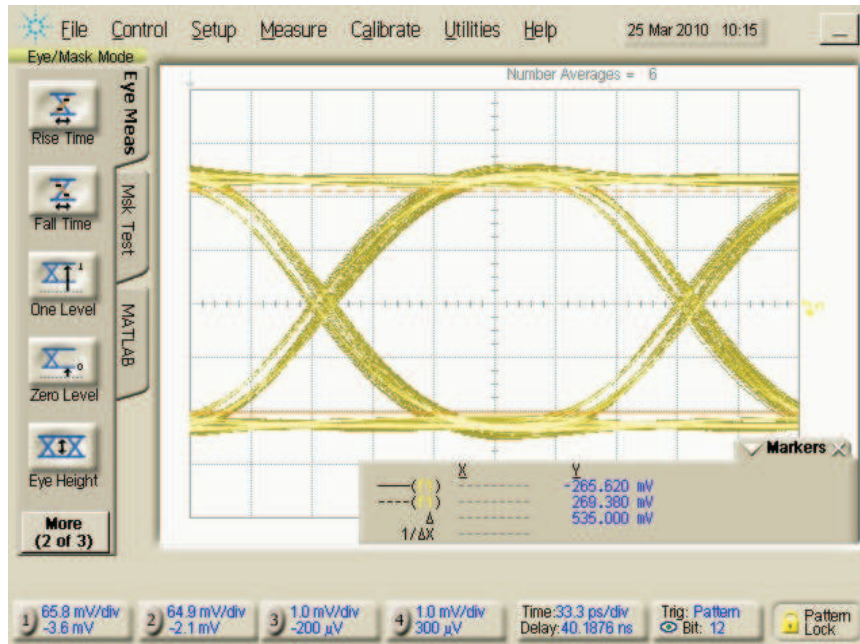 File Control Setup Measure Calibrate Utilities Help 25 Mar 2010 10:15
Eye/Mask Mode
Number Averages = 6
Eye Meas
Rise Time
Msk Test
Fall Time
One Level
MATLAB
Zero Level
Eye Height
More
(2 of 3)
Markers
X Y
-265.620 mV
269.380 mV
Δ 535.000 mV
1/ΔX
1) 65.8 mV/div
-3.6 mV
2) 64.9 mV/div
-2.1 mV
3) 1.0 mV/div
-200 µV
4) 1.0 mV/div
300 µV
Time:33.3 ps/div
Delay:40.1876 ns
Trig: Pattern
Bit: 12
Pattern
Lock